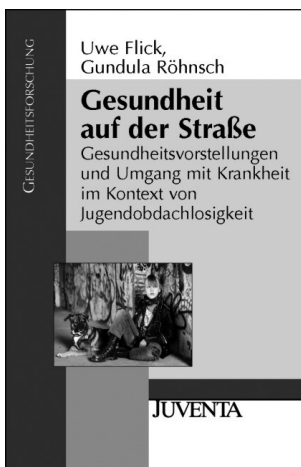 GESUNDHEITSFORSCHUNG
Uwe Flick,
Gundula Röhnsch
Gesundheit
auf der Straße
Gesundheitsvorstellungen
und Umgang mit Krankheit
im Kontext von
Jugendobdachlosigkeit
JUVENTA